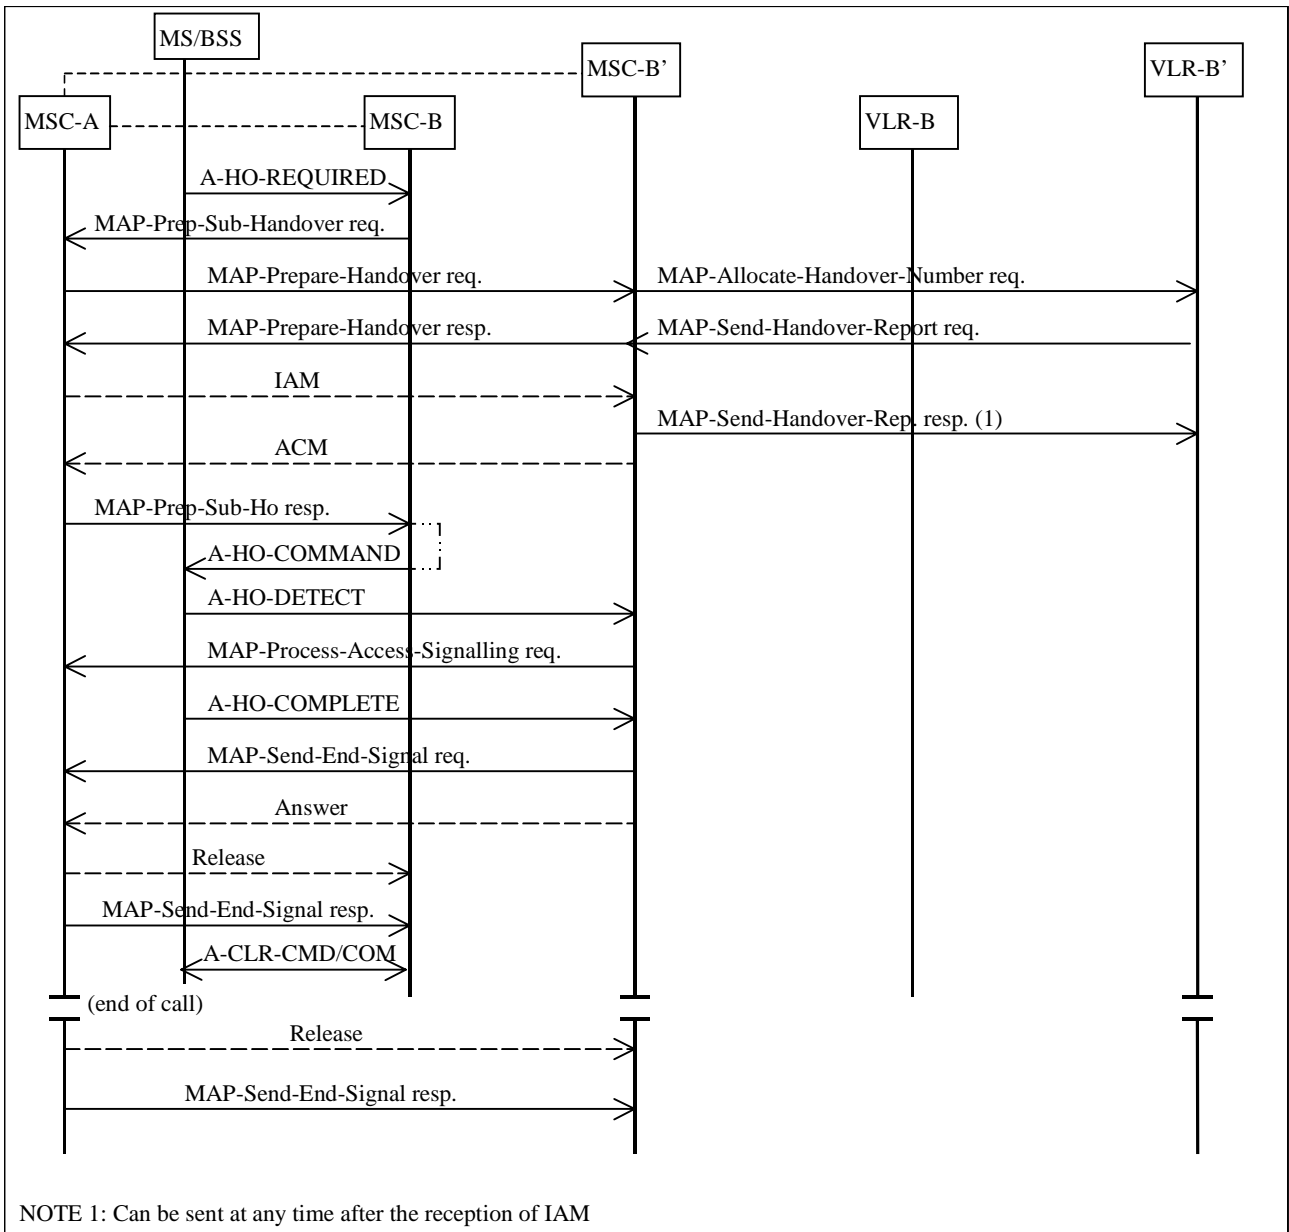 MS/BSS
MSC-B’
VLR-B’
MSC-A
MSC-B
VLR-B
A-HO-REQUIRED
MAP-Prep-Sub-Handover req.
MAP-Prepare-Handover req.
MAP-Allocate-Handover-Number req.
MAP-Prepare-Handover resp.
MAP-Send-Handover-Report req.
IAM
MAP-Send-Handover-Rep. resp. (1)
ACM
MAP-Prep-Sub-Ho resp.
A-HO-COMMAND
A-HO-DETECT
MAP-Process-Access-Signalling req.
A-HO-COMPLETE
MAP-Send-End-Signal req.
Answer
Release
MAP-Send-End-Signal resp.
A-CLR-CMD/COM
(end of call)
Release
MAP-Send-End-Signal resp.
NOTE 1: Can be sent at any time after the reception of IAM